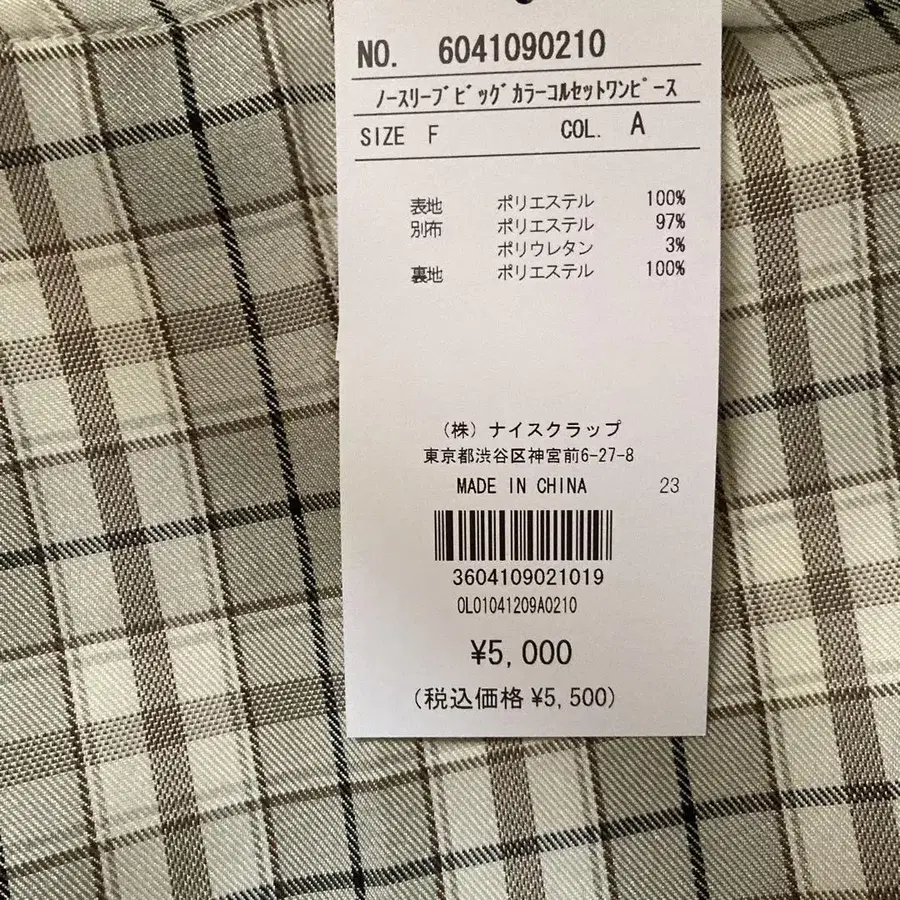 NO. 6041090210
ノースリーブビッグカラーコルセットワンピース
SIZE F COL. A
表地 ポリエステル 100%
別布 ポリエステル 97%
ポリウレタン 3%
裏地 ポリエステル 100%
(株)ナイスクラップ
東京都渋谷区神宮前6-27-8
MADE IN CHINA 23
3604109021019
0L01041209A0210
¥5,000
(税込価格 ¥5,500)